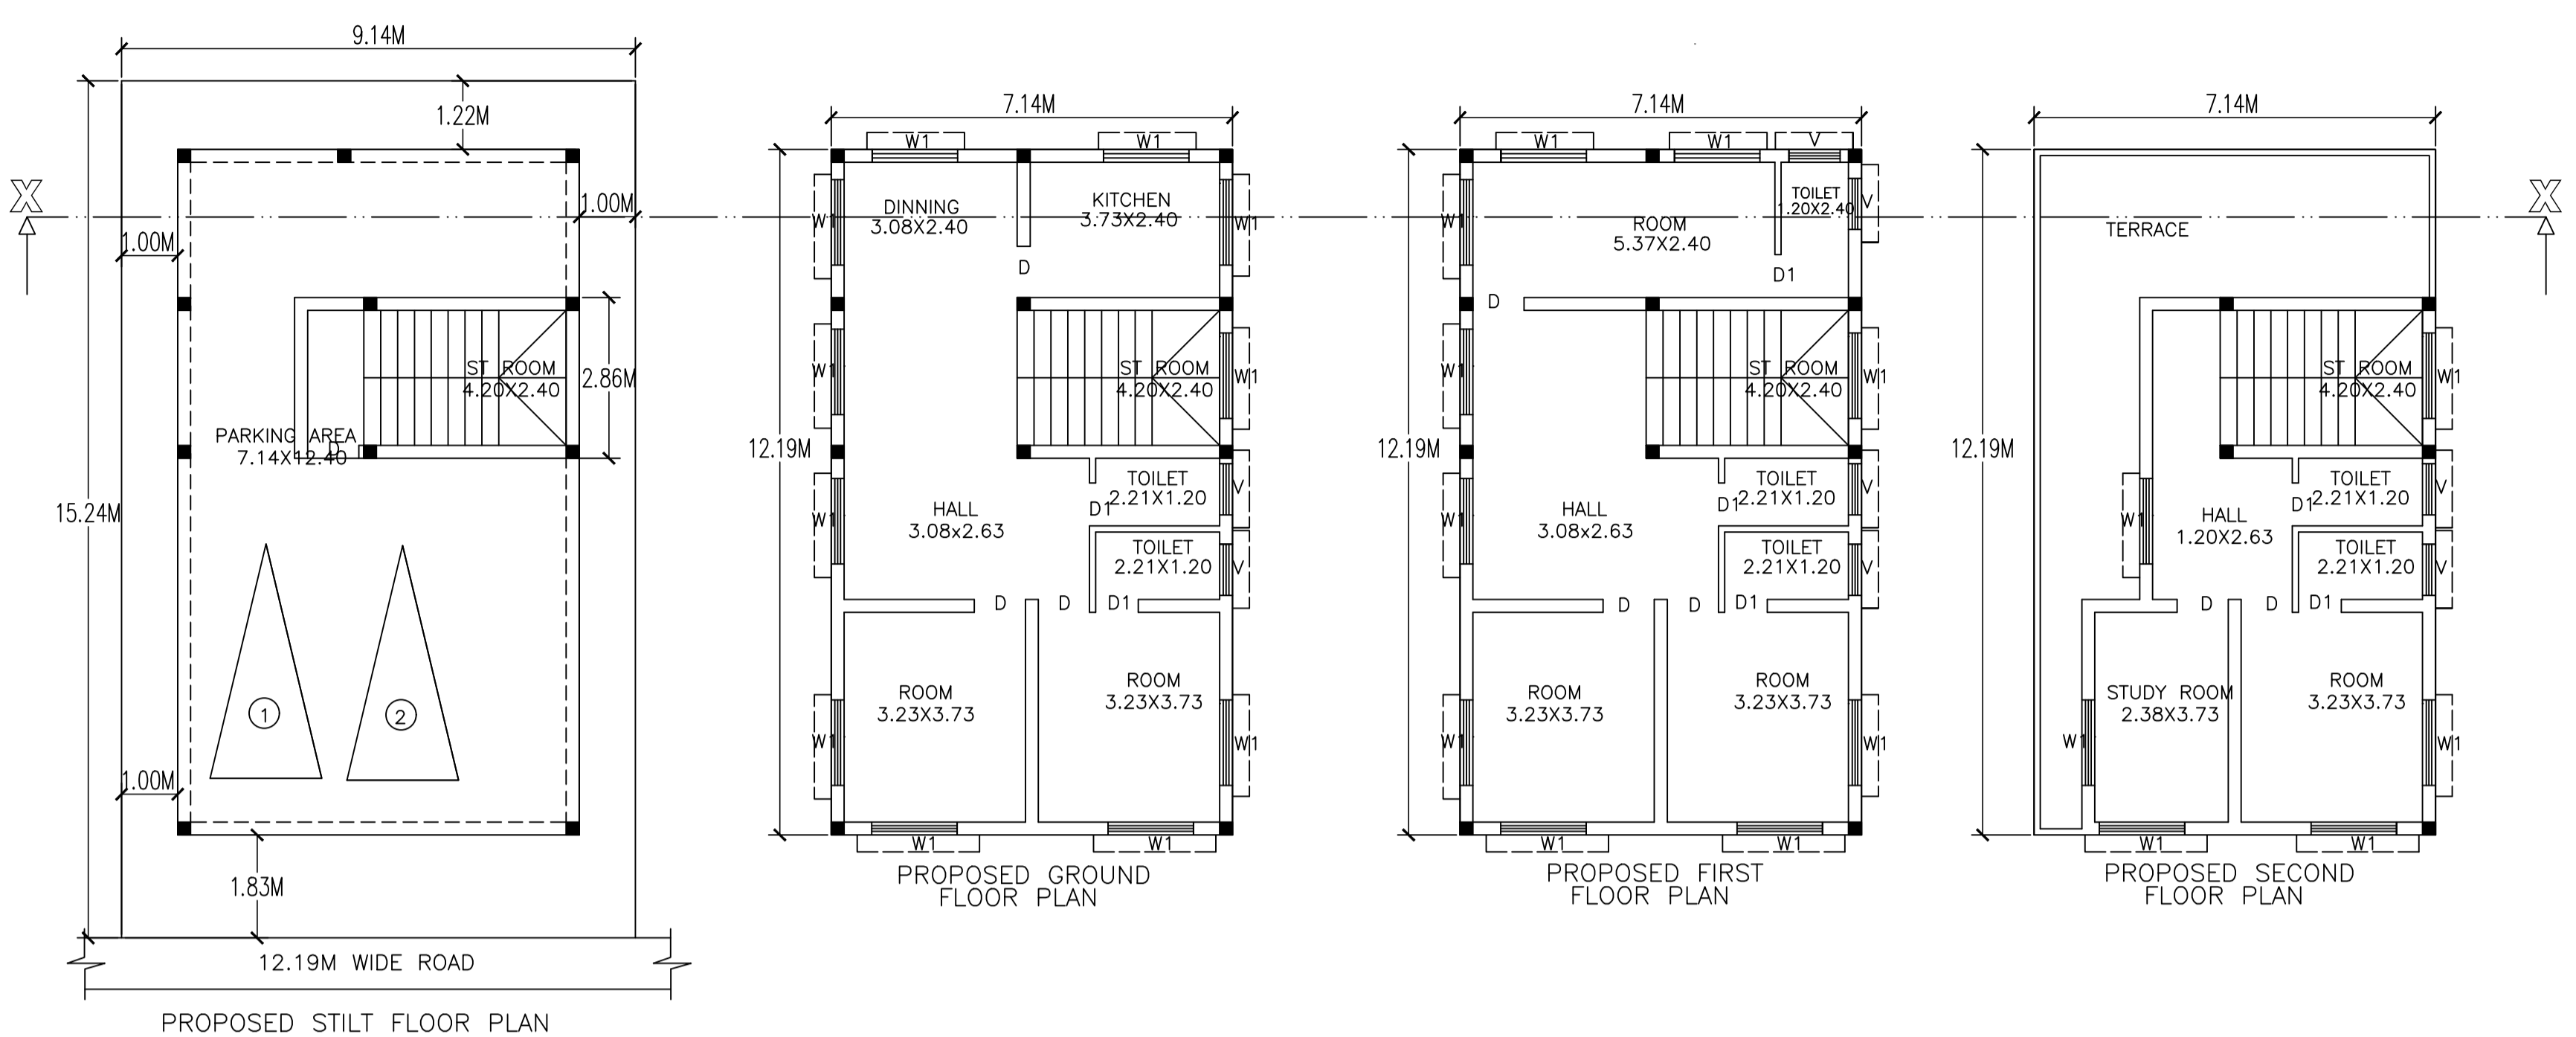 9.14M
1.22M
X
1.00M
1.00M
ST ROOM
4.20X2.40
2.86M
PARKING AREA
D
7.14X12.40
15.24M
1
2
1.00M
1.83M
12.19M WIDE ROAD
PROPOSED STILT FLOOR PLAN
7.14M
W1
W1
DINNING
3.08X2.40
KITCHEN
3.73X2.40
W1
W1
D
W1
ST ROOM
4.20X2.40
W1
12.19M
TOILET
2.21X1.20
V
D1
HALL
3.08x2.63
W1
TOILET
2.21X1.20
V
D
D
D1
ROOM
3.23X3.73
ROOM
3.23X3.73
W1
W1
W1
W1
PROPOSED GROUND
FLOOR PLAN
7.14M
W1
W1
V
TOILET
1.20X2.40
V
W1
ROOM
5.37X2.40
D1
D
W1
ST ROOM
4.20X2.40
W1
12.19M
TOILET
2.21X1.20
V
D1
HALL
3.08x2.63
W1
TOILET
2.21X1.20
V
D
D
D1
ROOM
3.23X3.73
ROOM
3.23X3.73
W1
W1
W1
W1
PROPOSED FIRST
FLOOR PLAN
7.14M
X
TERRACE
ST ROOM
4.20X2.40
W1
12.19M
TOILET
2.21X1.20
V
D1
W1
HALL
1.20X2.63
TOILET
2.21X1.20
V
D
D
D1
STUDY ROOM
2.38X3.73
ROOM
3.23X3.73
W1
W1
W1
W1
PROPOSED SECOND
FLOOR PLAN